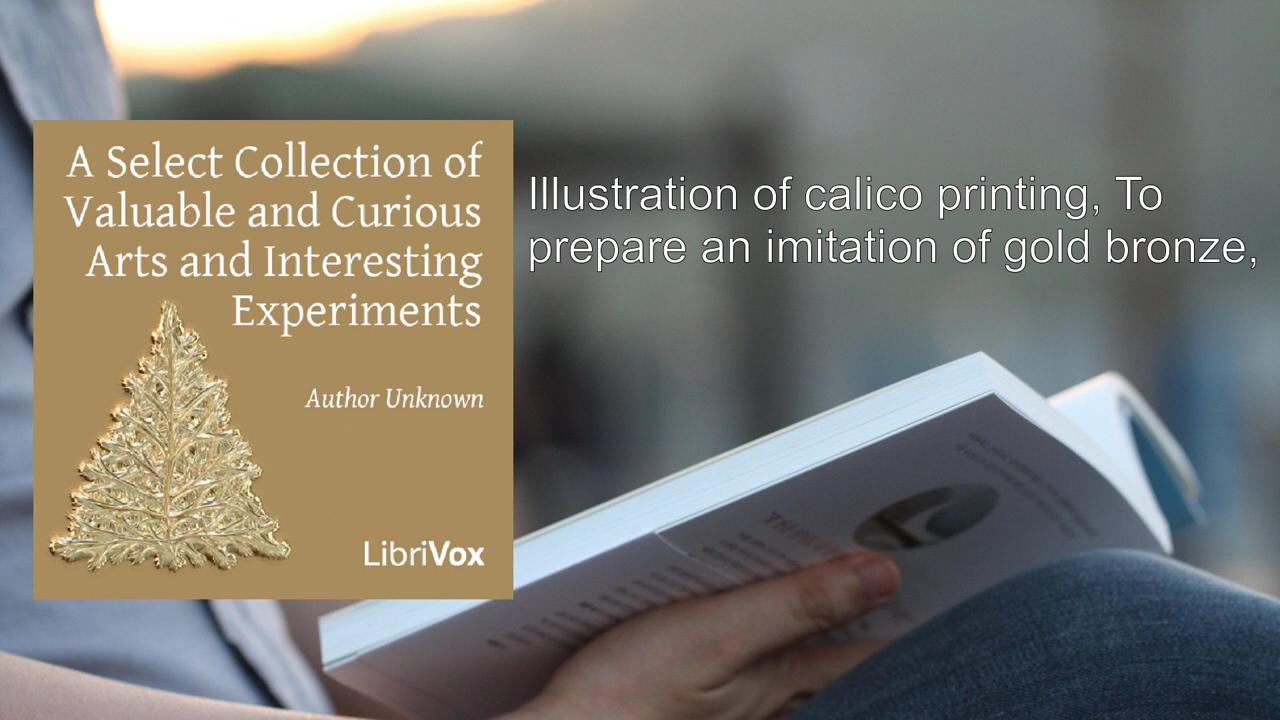 A Select Collection of
Valuable and Curious
Arts and Interesting
Experiments
Author Unknown
LibriVox
Illustration of calico printing, To
prepare an imitation of gold bronze,